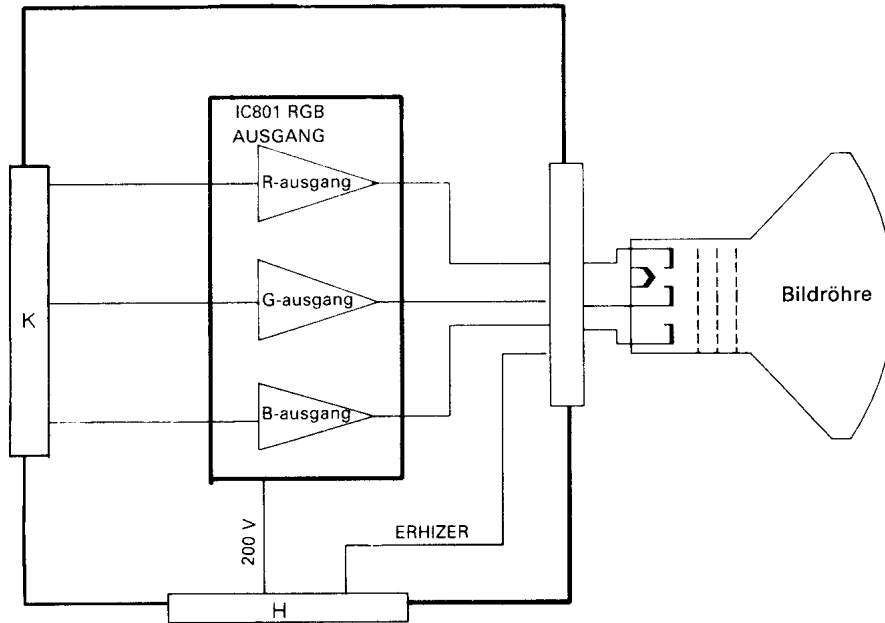 IC801 RGB
AUSGANG
R-ausgang
G-ausgang
K
Bildröhre
B-ausgang
200 V
ERHIZER
H